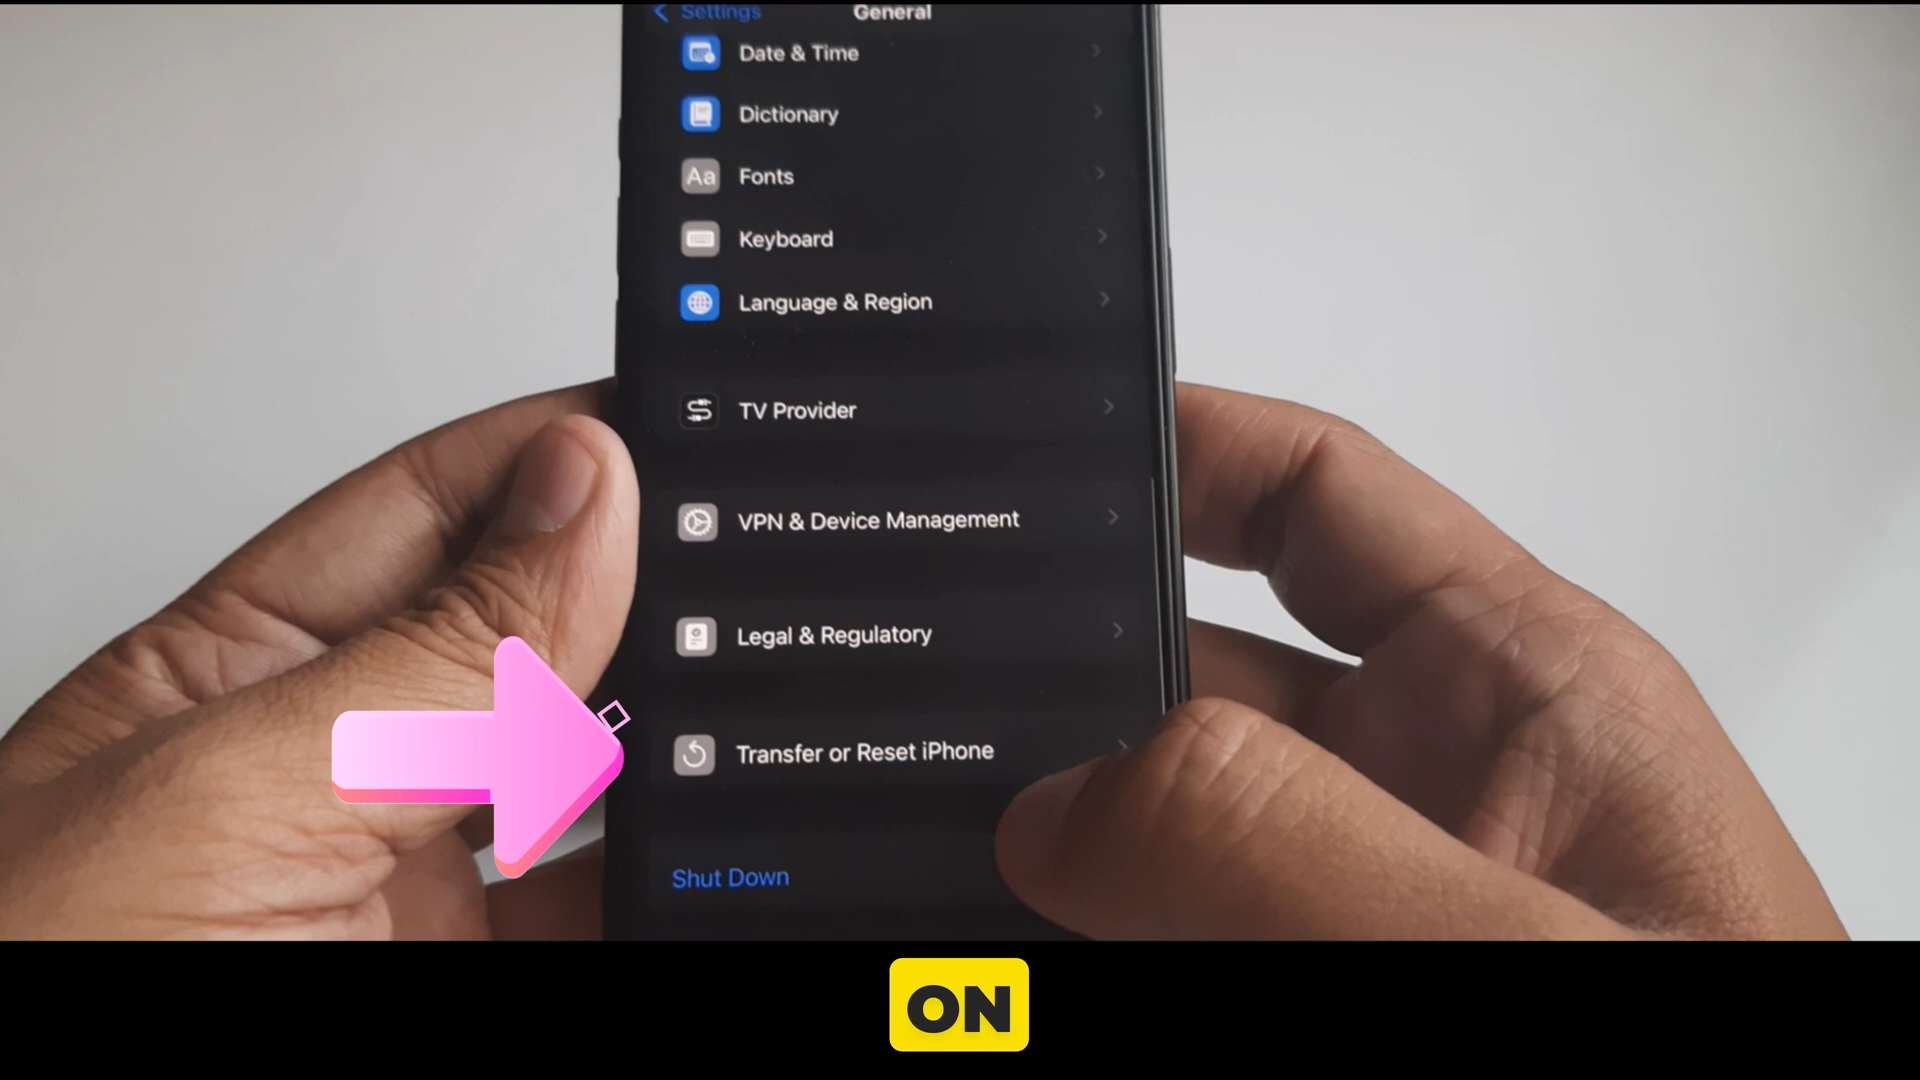 Settings
General
Date & Time
Dictionary
Aa Fonts
Keyboard
Language & Region
TV Provider
VPN & Device Management
Legal & Regulatory
Transfer or Reset iPhone
Shut Down
ON